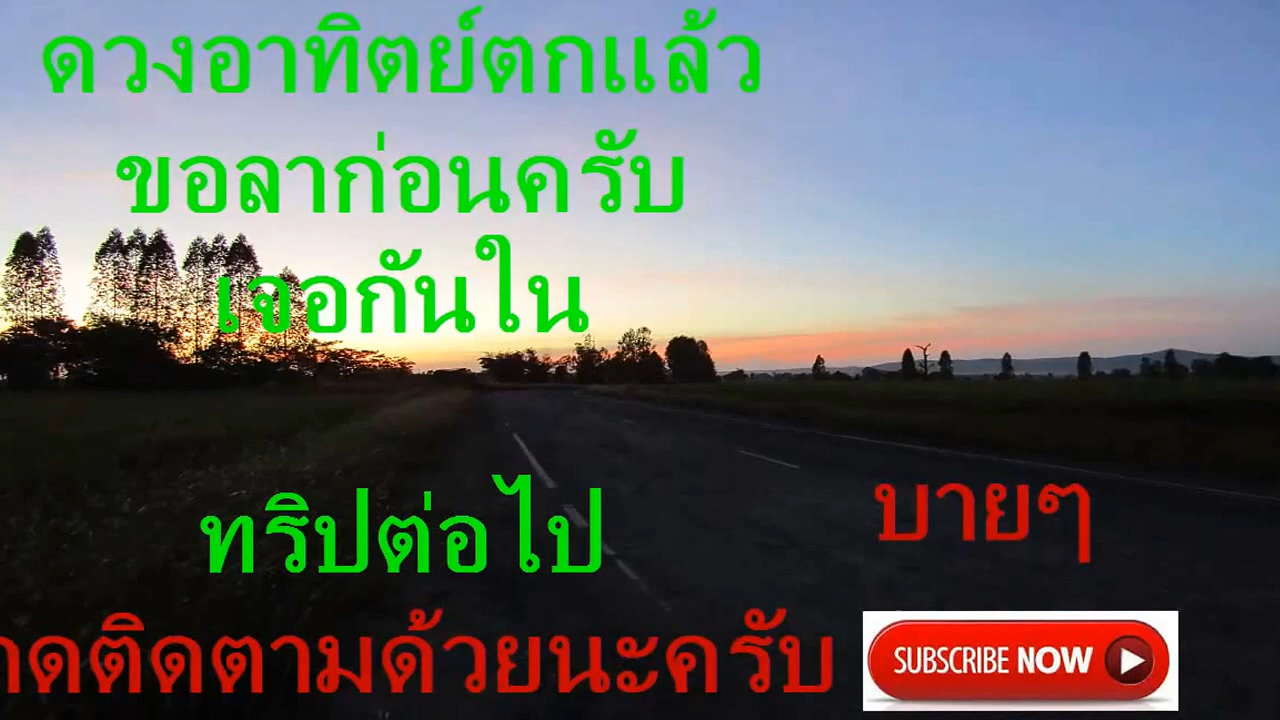 ดวงอาทิตย์ตกแล้ว
ขอลาก่อนครับ
เจอกันใน
ทริปต่อไป
บายๆ
กดติดตามด้วยนะครับ
SUBSCRIBE NOW